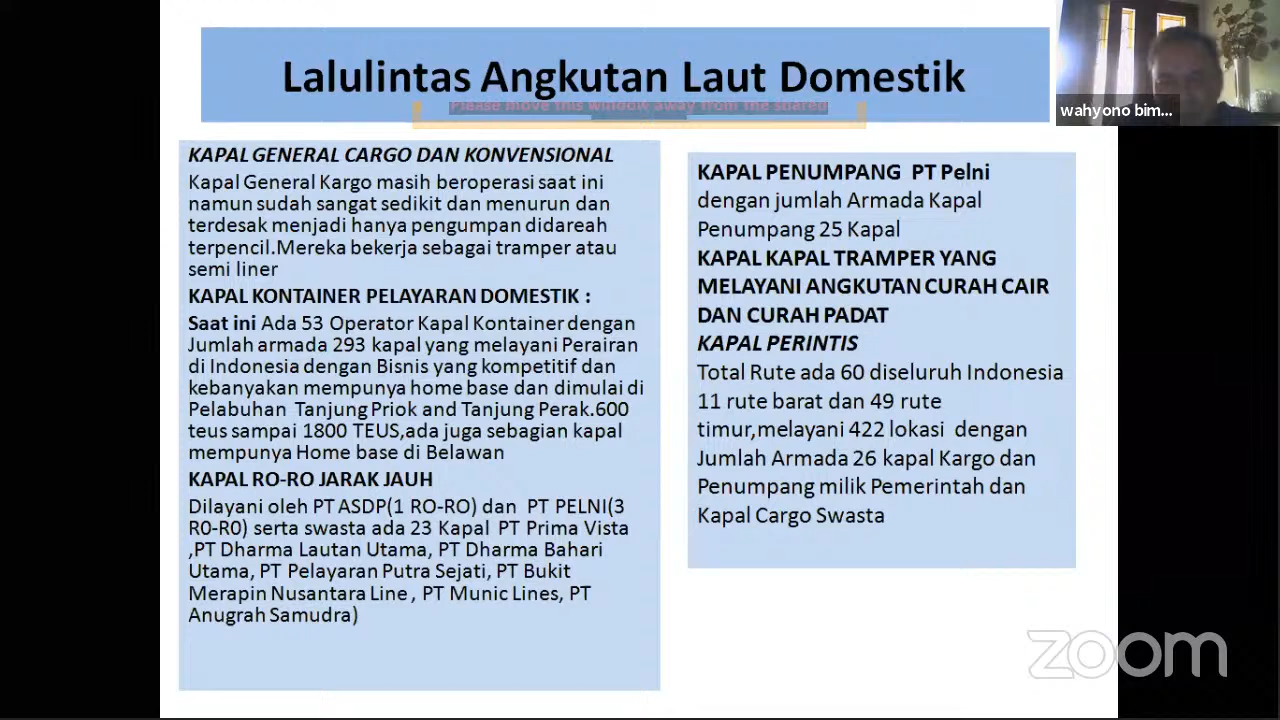 Lalulintas Angkutan Laut Domestik
Please move this window away from the shared
wahyono bim...
KAPAL GENERAL CARGO DAN KONVENSIONAL
Kapal General Kargo masih beroperasi saat ini
namun sudah sangat sedikit dan menurun dan
terdesak menjadi hanya pengumpan didareah
terpencil.Mereka bekerja sebagai tramper atau
semi liner
KAPAL KONTAINER PELAYARAN DOMESTIK :
Saat ini Ada 53 Operator Kapal Kontainer dengan
Jumlah armada 293 kapal yang melayani Perairan
di Indonesia dengan Bisnis yang kompetitif dan
kebanyakan mempunya home base dan dimulai di
Pelabuhan Tanjung Priok and Tanjung Perak.600
teus sampai 1800 TEUS,ada juga sebagian kapal
mempunya Home base di Belawan
KAPAL RO-RO JARAK JAUH
Dilayani oleh PT ASDP(1 RO-RO) dan PT PELNI(3
R0-R0) serta swasta ada 23 Kapal PT Prima Vista
,PT Dharma Lautan Utama, PT Dharma Bahari
Utama, PT Pelayaran Putra Sejati, PT Bukit
Merapin Nusantara Line , PT Munic Lines, PT
Anugrah Samudra)
KAPAL PENUMPANG PT Pelni
dengan jumlah Armada Kapal
Penumpang 25 Kapal
KAPAL KAPAL TRAMPER YANG
MELAYANI ANGKUTAN CURAH CAIR
DAN CURAH PADAT
KAPAL PERINTIS
Total Rute ada 60 diseluruh Indonesia
11 rute barat dan 49 rute
timur,melayani 422 lokasi dengan
Jumlah Armada 26 kapal Kargo dan
Penumpang milik Pemerintah dan
Kapal Cargo Swasta
zoom